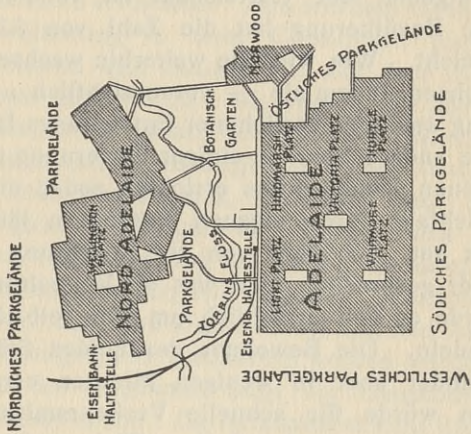 NÖRDLICHES PARKGELÄNDE
PARKGELÄNDE
EISENBAHN-
HALTESTELLE
WELLINGTON
PLATZ
NORD ADELAIDE
PARKGELÄNDE
TORRENS FLUSS
EISENB. HALTESTELLE
BOTANISCH.
GARTEN
NORWOOD
ÖSTLICHES PARKGELÄNDE
WESTLICHES PARKGELÄNDE
LIGHT PLATZ
HINDMARSH
PLATZ
ADELAIDE
VICTORIA PLATZ
WHITMORE
PLATZ
HURTLE
PLATZ
SÜDLICHES PARKGELÄNDE